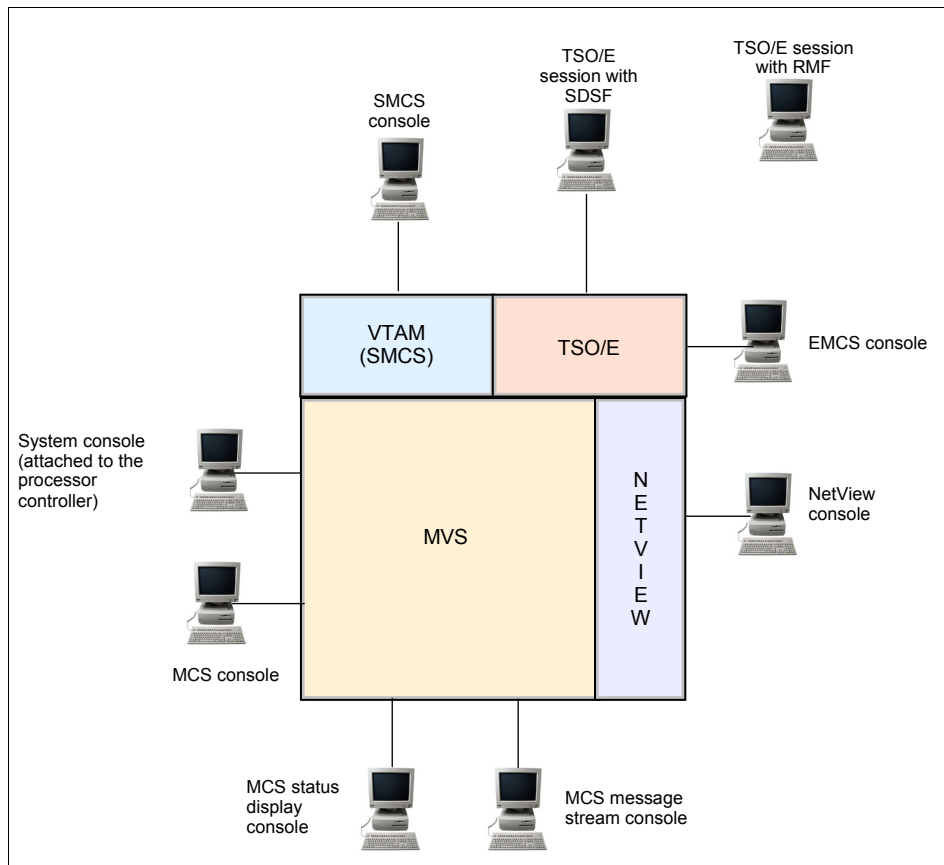 TSO/E session
with RMF
TSO/E
session with
SDSF
SMCS
console
VTAM
(SMCS)
TSO/E
EMCS console
System console
(attached to the
processor
controller)
MVS
N
E
T
V
I
E
W
NetView
console
MCS console
MCS status
display
console
MCS message
stream console